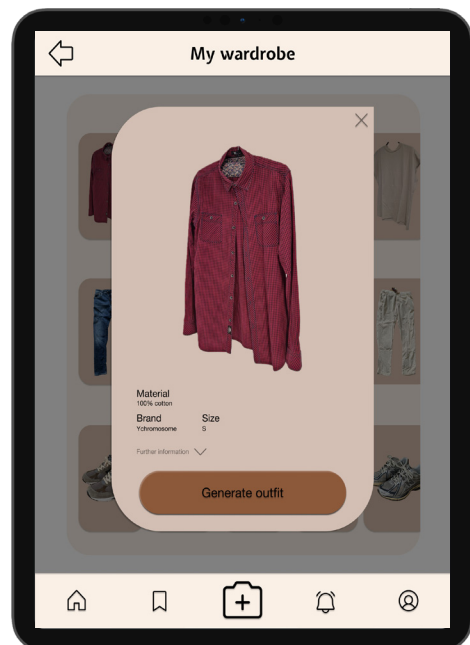 My wardrobe
Material
100% cotton
Brand Size
Ychromosome S
Further information
Generate outfit